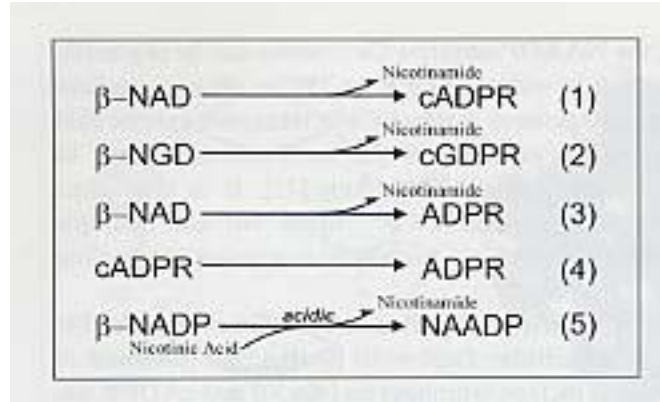 Nicotinamide
β-NAD cADPR (1)
Nicotinamide
β-NGD cGDPR (2)
Nicotinamide
β-NAD ADPR (3)
cADPR ADPR (4)
acidic Nicotinamide
β-NADP NAADP (5)
Nicotinic Acid